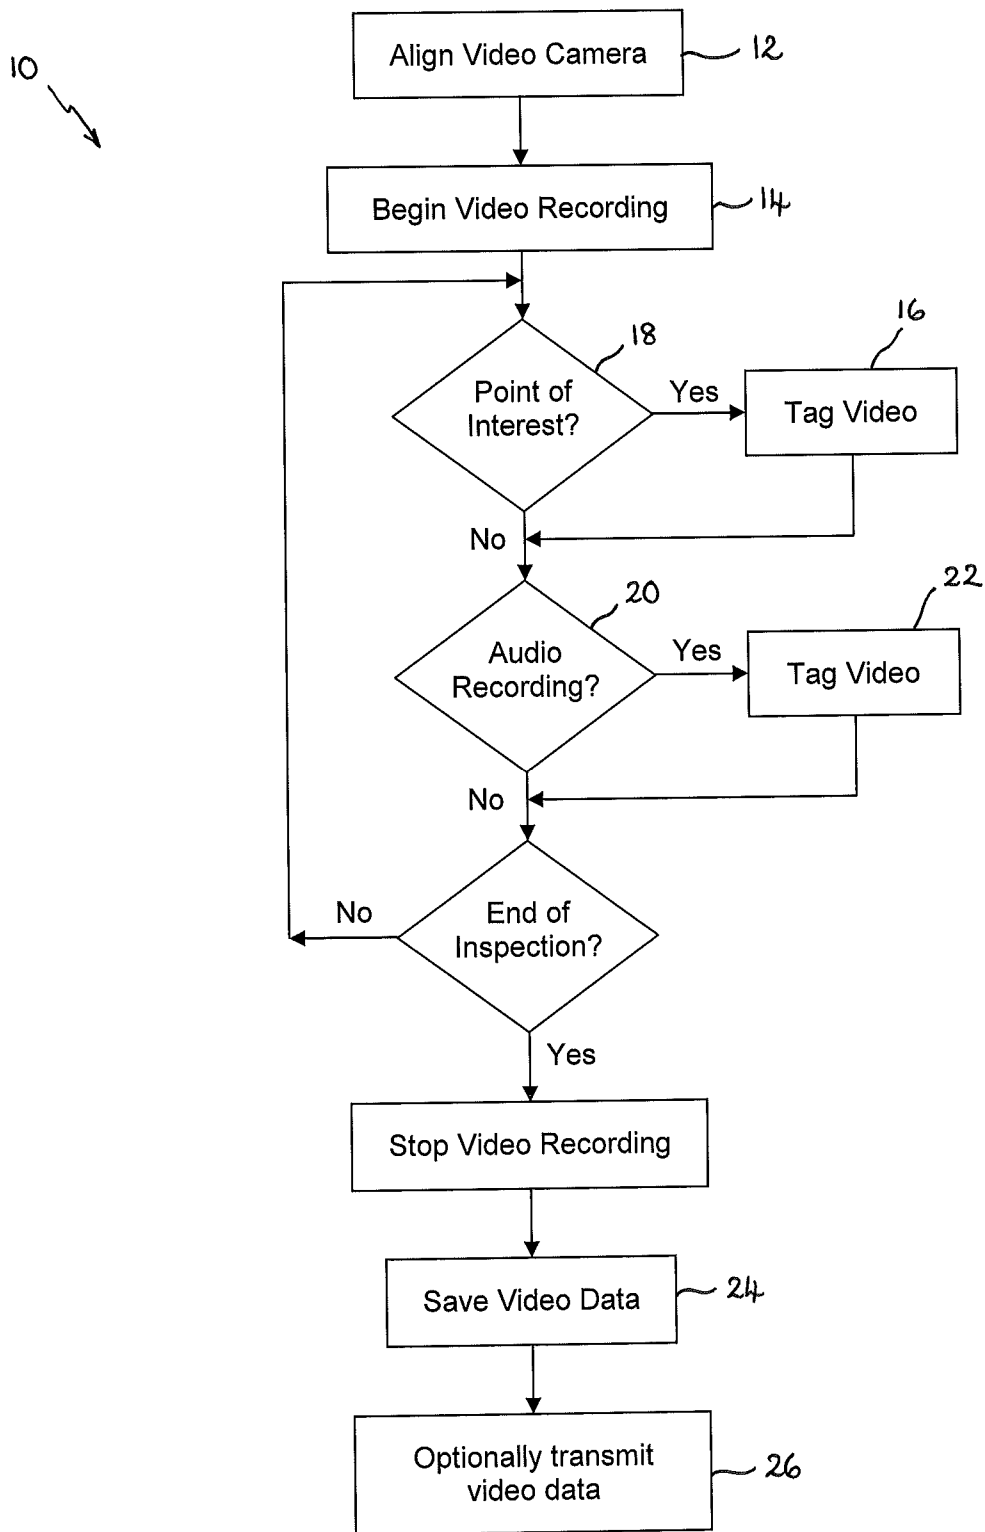 10
Align Video Camera
12
Begin Video Recording
14
18
16
Point of
Interest?
Yes
Tag Video
No
20
22
Audio
Recording?
Yes
Tag Video
No
End of
Inspection?
No
Yes
Stop Video Recording
Save Video Data
24
Optionally transmit
video data
26